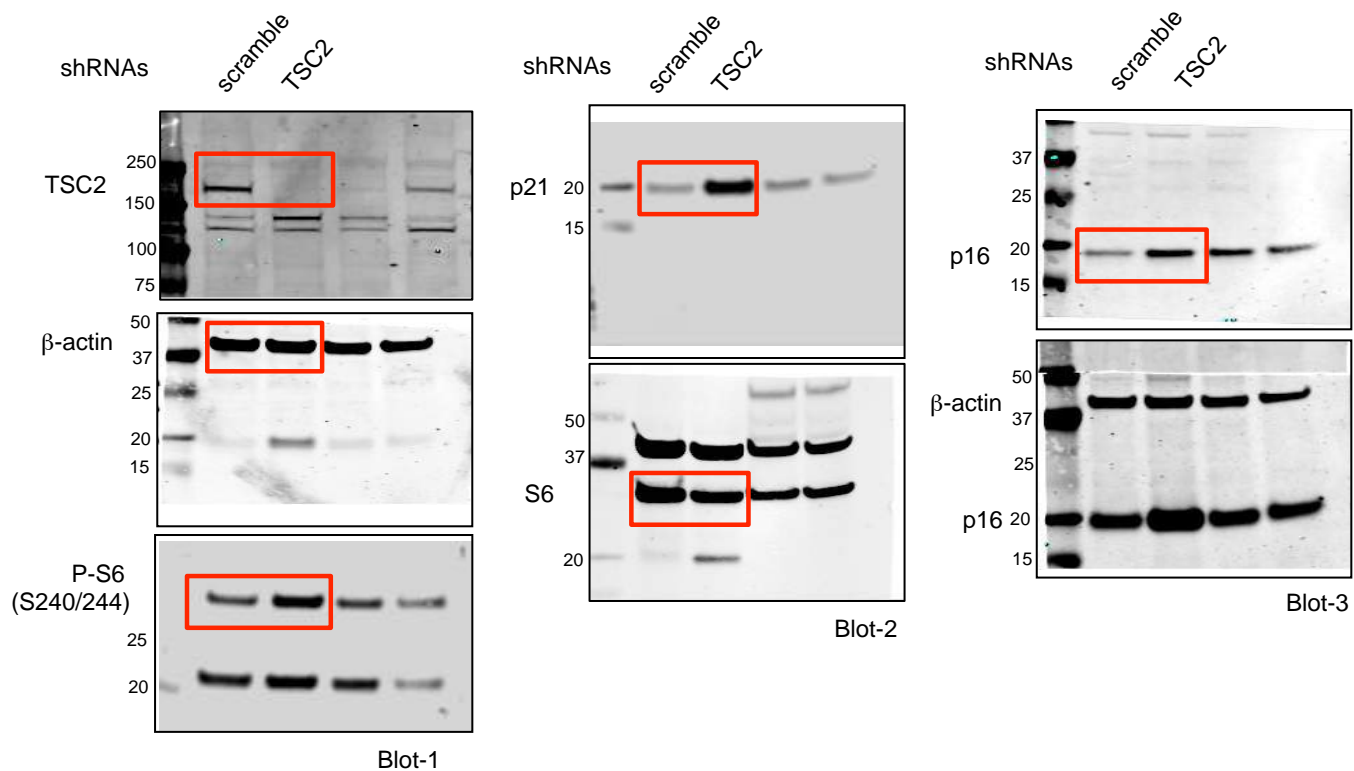 shRNAs
scramble
TSC2
TSC2
250
150
100
75
β-actin
50
37
25
20
15
P-S6
(S240/244)
25
20
Blot-1
shRNAs
scramble
TSC2
p21
20
15
S6
50
37
20
Blot-2
shRNAs
scramble
TSC2
p16
37
25
20
15
β-actin
50
37
25
p16
20
15
Blot-3